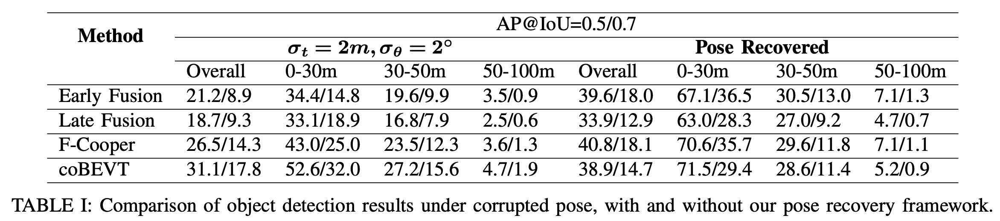 AP@IoU=0.5/0.7
Method
σt = 2m, σθ = 2° Pose Recovered
Overall 0-30m 30-50m 50-100m Overall 0-30m 30-50m 50-100m
Early Fusion 21.2/8.9 34.4/14.8 19.6/9.9 3.5/0.9 39.6/18.0 67.1/36.5 30.5/13.0 7.1/1.3
Late Fusion 18.7/9.3 33.1/18.9 16.8/7.9 2.5/0.6 33.9/12.9 63.0/28.3 27.0/9.2 4.7/0.7
F-Cooper 26.5/14.3 43.0/25.0 23.5/12.3 3.6/1.3 40.8/18.1 70.6/35.7 29.6/11.8 7.1/1.1
coBEVT 31.1/17.8 52.6/32.0 27.2/15.6 4.7/1.9 38.9/14.7 71.5/29.4 28.6/11.4 5.2/0.9
TABLE I: Comparison of object detection results under corrupted pose, with and without our pose recovery framework.